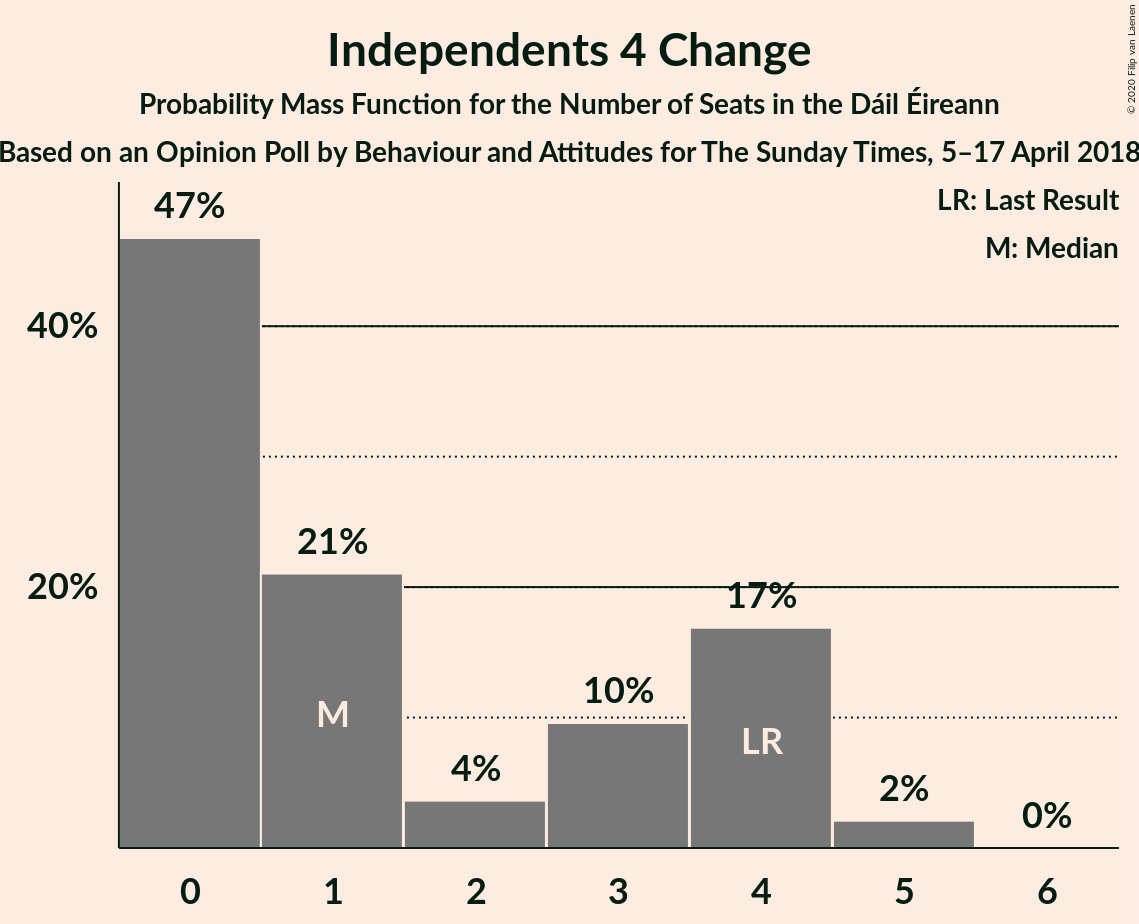 Independents 4 Change
Probability Mass Function for the Number of Seats in the Dáil Éireann
Based on an Opinion Poll by Behaviour and Attitudes for The Sunday Times, 5–17 April 2018
© 2020 Filip van Laenen
LR: Last Result
M: Median
47%
40%
21%
20%
17%
10%
M
LR
4%
2%
0%
0 1 2 3 4 5 6